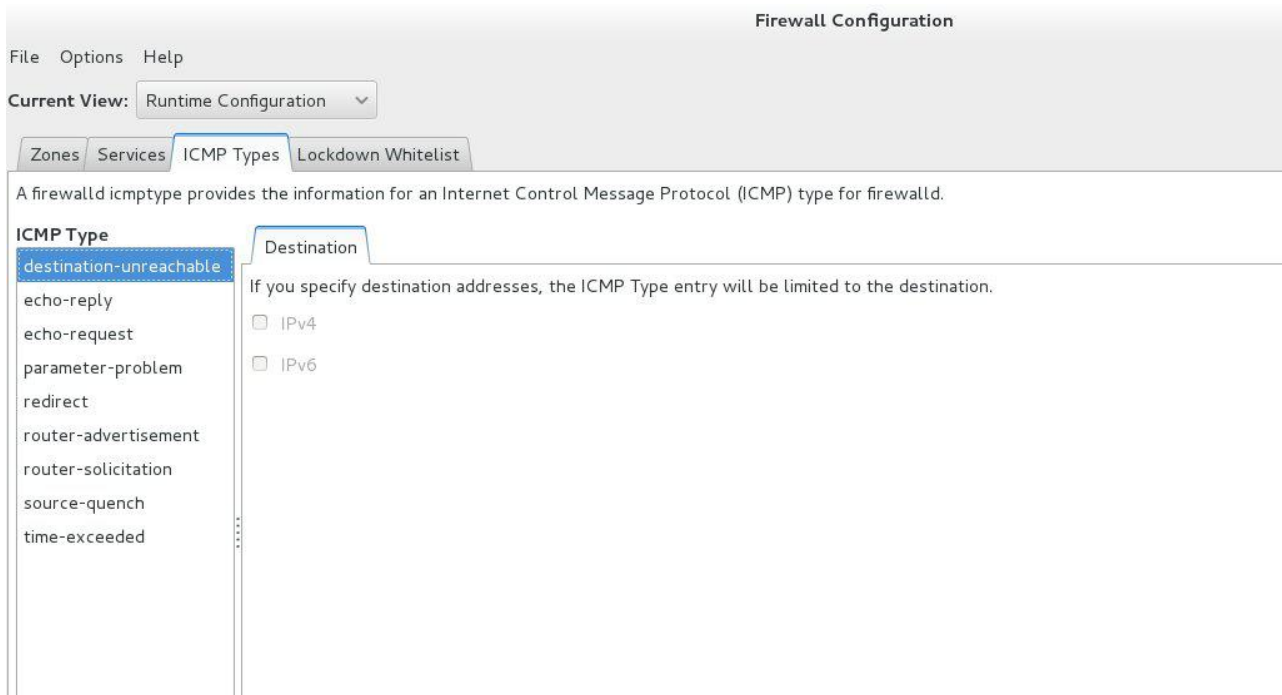 Firewall Configuration
File Options Help
Current View: Runtime Configuration
Zones Services ICMP Types Lockdown Whitelist
A firewalld icmptype provides the information for an Internet Control Message Protocol (ICMP) type for firewalld.
ICMP Type
destination-unreachable
echo-reply
echo-request
parameter-problem
redirect
router-advertisement
router-solicitation
source-quench
time-exceeded
Destination
If you specify destination addresses, the ICMP Type entry will be limited to the destination.
IPv4
IPv6